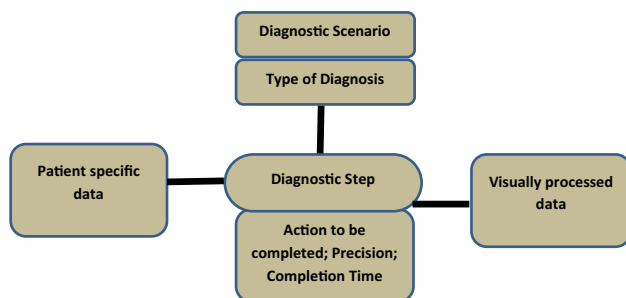 Diagnostic Scenario
Type of Diagnosis
Patient specific
data
Diagnostic Step
Visually processed
data
Action to be
completed; Precision;
Completion Time